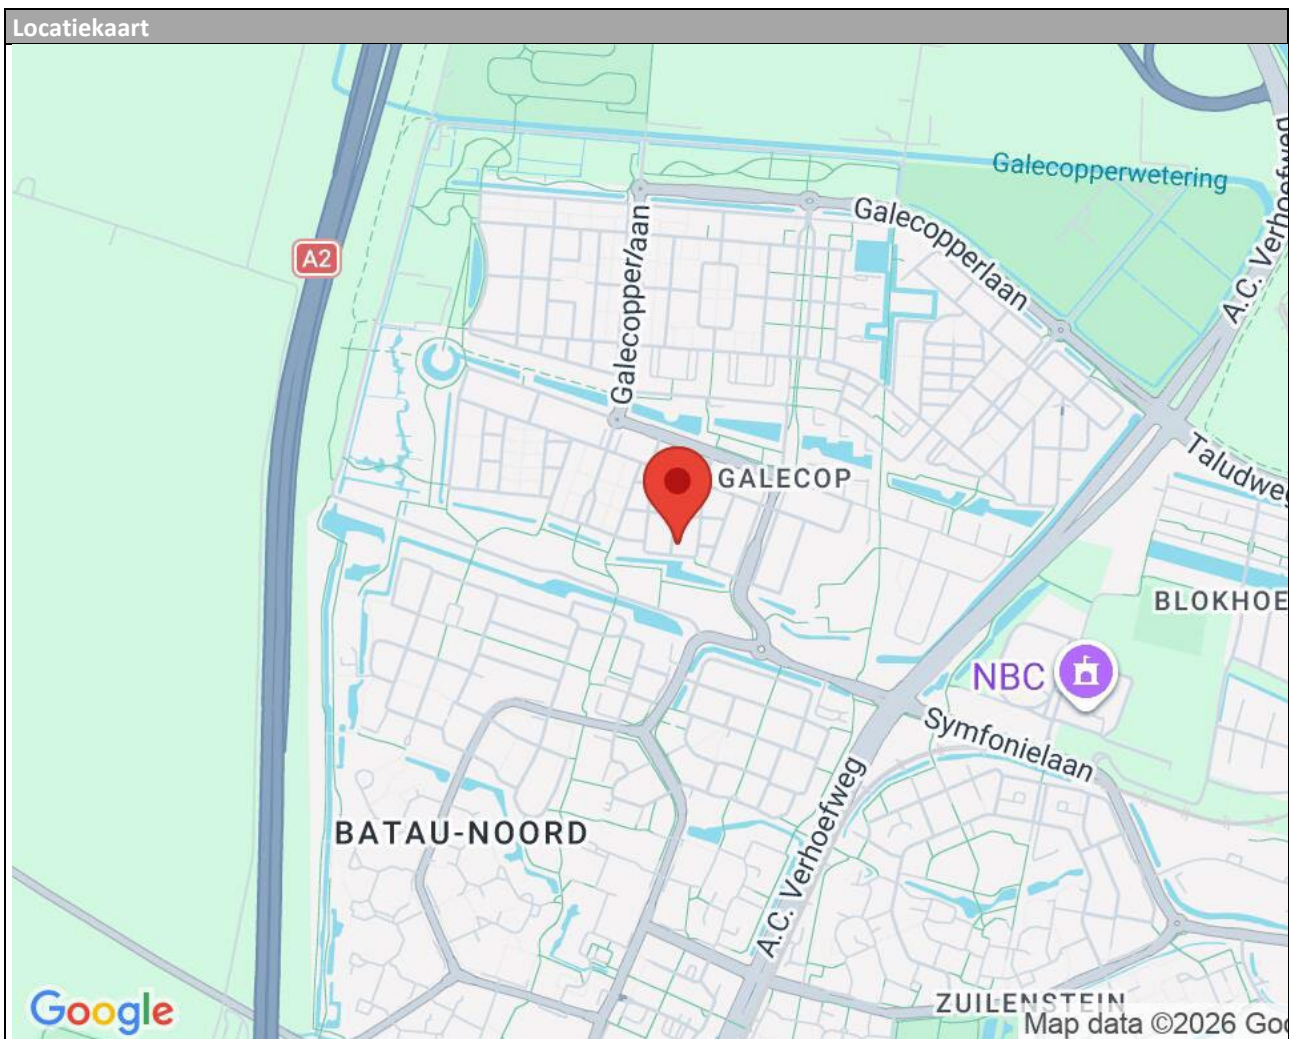 Locatiekaart
Galecopperwetering
A.C. Verhoefweg
Galecopperlaan
A2
Galecopperlaan
GALECOP
Taludweg
BLOKHOE
NBC
Symfonielaan
BATAU-NOORD
A.C. Verhoefweg
ZUILENSTEIN
Google
Map data ©2026 Goo